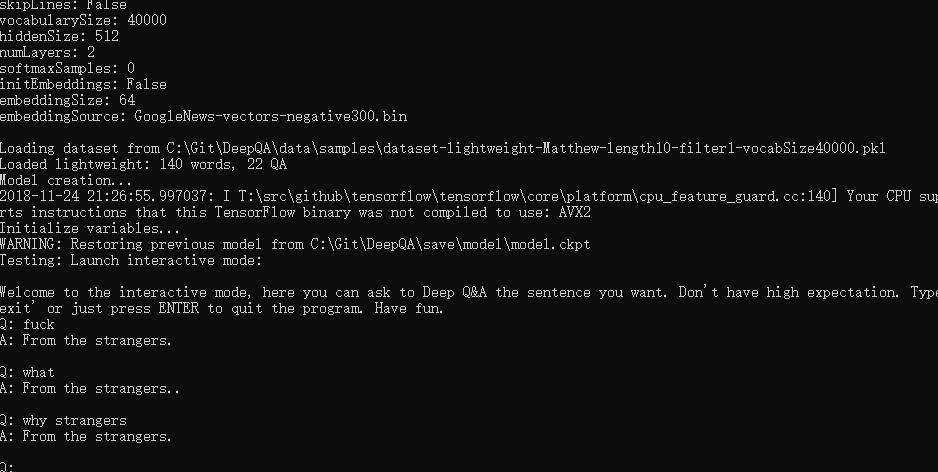 skipLines: False
vocabularySize: 40000
hiddenSize: 512
numLayers: 2
softmaxSamples: 0
initEmbeddings: False
embeddingSize: 64
embeddingSource: GoogleNews-vectors-negative300.bin
Loading dataset from C:\Git\DeepQA\data\samples\dataset-lightweight-Matthew-length10-filter1-vocabSize40000.pkl
Loaded lightweight: 140 words, 22 QA
Model creation...
2018-11-24 21:26:55.997037: I T:\src\github\tensorflow\tensorflow\core\platform\cpu_feature_guard.cc:140] Your CPU sup
rts instructions that this TensorFlow binary was not compiled to use: AVX2
Initialize variables...
WARNING: Restoring previous model from C:\Git\DeepQA\save\model\model.ckpt
Testing: Launch interactive mode:
Welcome to the interactive mode, here you can ask to Deep Q&A the sentence you want. Don't have high expectation. Type
exit' or just press ENTER to quit the program. Have fun.
Q: fuck
A: From the strangers.
Q: what
A: From the strangers..
Q: why strangers
A: From the strangers.
Q: